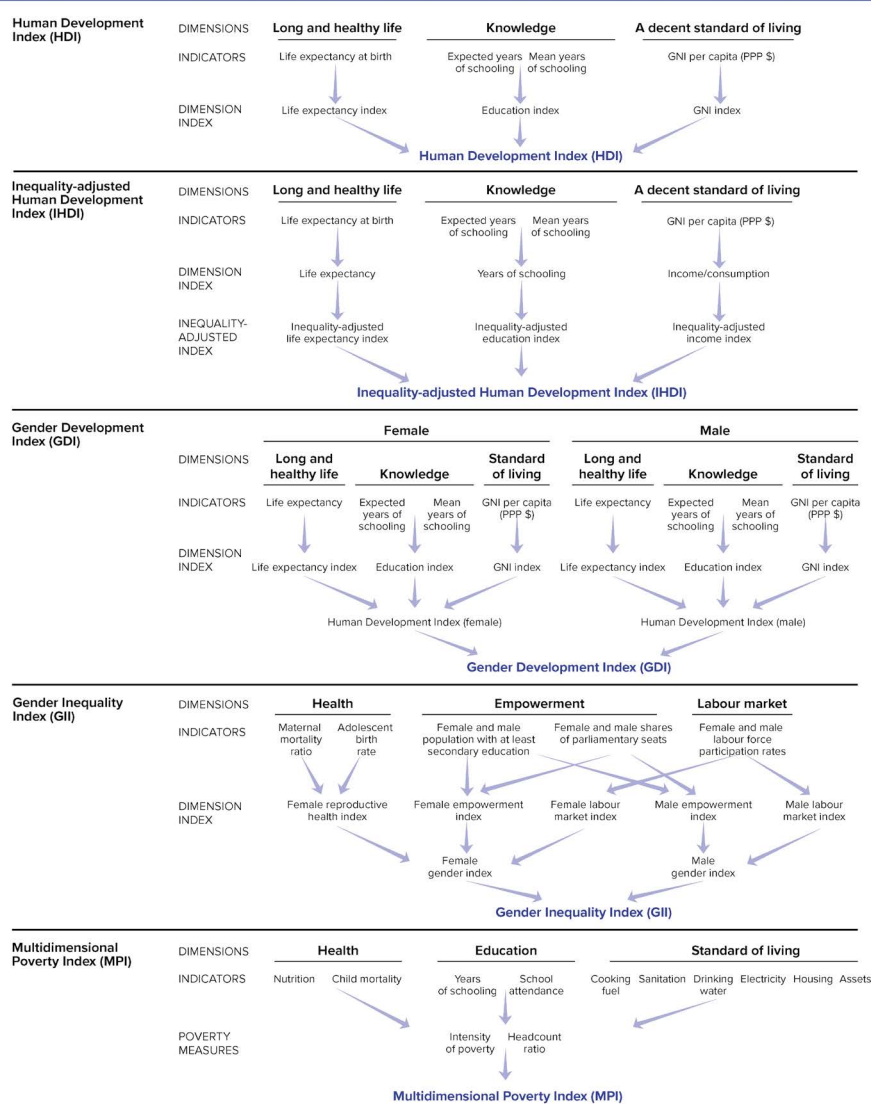 Human Development
Index (HDI)
DIMENSIONS Long and healthy life Knowledge A decent standard of living
INDICATORS Life expectancy at birth Expected years Mean years GNI per capita (PPP $)
of schooling of schooling
DIMENSION Life expectancy index Education index GNI index
INDEX
Human Development Index (HDI)
Inequality-adjusted
Human Development
Index (IHDI)
DIMENSIONS Long and healthy life Knowledge A decent standard of living
INDICATORS Life expectancy at birth Expected years Mean years GNI per capita (PPP $)
of schooling of schooling
DIMENSION Life expectancy Years of schooling Income/consumption
INDEX
INEQUALITY- Inequality-adjusted Inequality-adjusted Inequality-adjusted
ADJUSTED life expectancy index education index income index
INDEX
Inequality-adjusted Human Development Index (IHDI)
Gender Development
Index (GDI)
Female Male
DIMENSIONS Long and Standard Long and Standard
healthy life Knowledge of living healthy life Knowledge of living
INDICATORS Life expectancy Expected Mean GNI per capita Life expectancy Expected Mean GNI per capita
years of years of (PPP $) years of years of (PPP $)
schooling schooling schooling schooling
DIMENSION Life expectancy index Education index GNI index Life expectancy index Education index GNI index
INDEX
Human Development Index (female) Human Development Index (male)
Gender Development Index (GDI)
Gender Inequality
Index (GII)
DIMENSIONS Health Empowerment Labour market
INDICATORS Maternal Adolescent Female and male Female and male shares Female and male
mortality birth population with at least of parliamentary seats labour force
ratio rate secondary education participation rates
DIMENSION Female reproductive Female empowerment Female labour Male empowerment Male labour
INDEX health index index market index index market index
Female Male
gender index gender index
Gender Inequality Index (GII)
Multidimensional
Poverty Index (MPI)
DIMENSIONS Health Education Standard of living
INDICATORS Nutrition Child mortality Years School Cooking Sanitation Drinking Electricity Housing Assets
of schooling attendance fuel water
POVERTY Intensity Headcount
MEASURES of poverty ratio
Multidimensional Poverty Index (MPI)